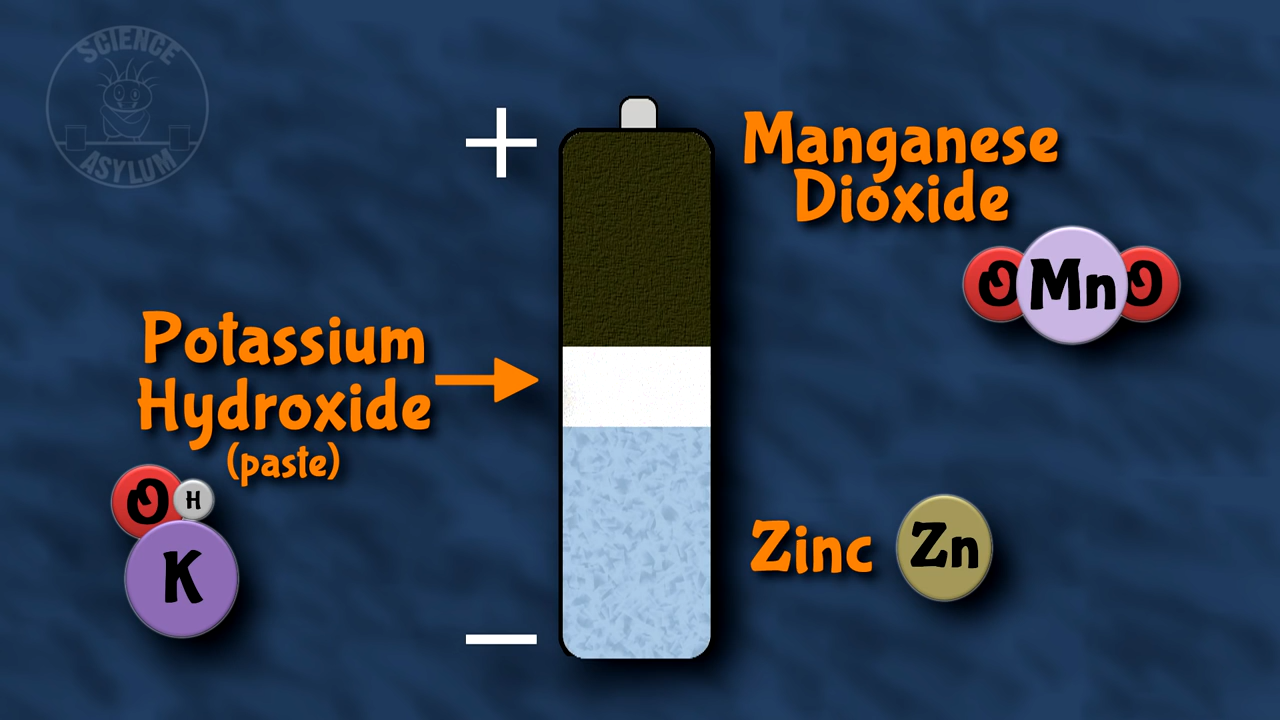 SCIENCE
ASYLUM
+
Manganese
Dioxide
O Mn O
Potassium
Hydroxide
(paste)
O H
K
Zinc Zn
−